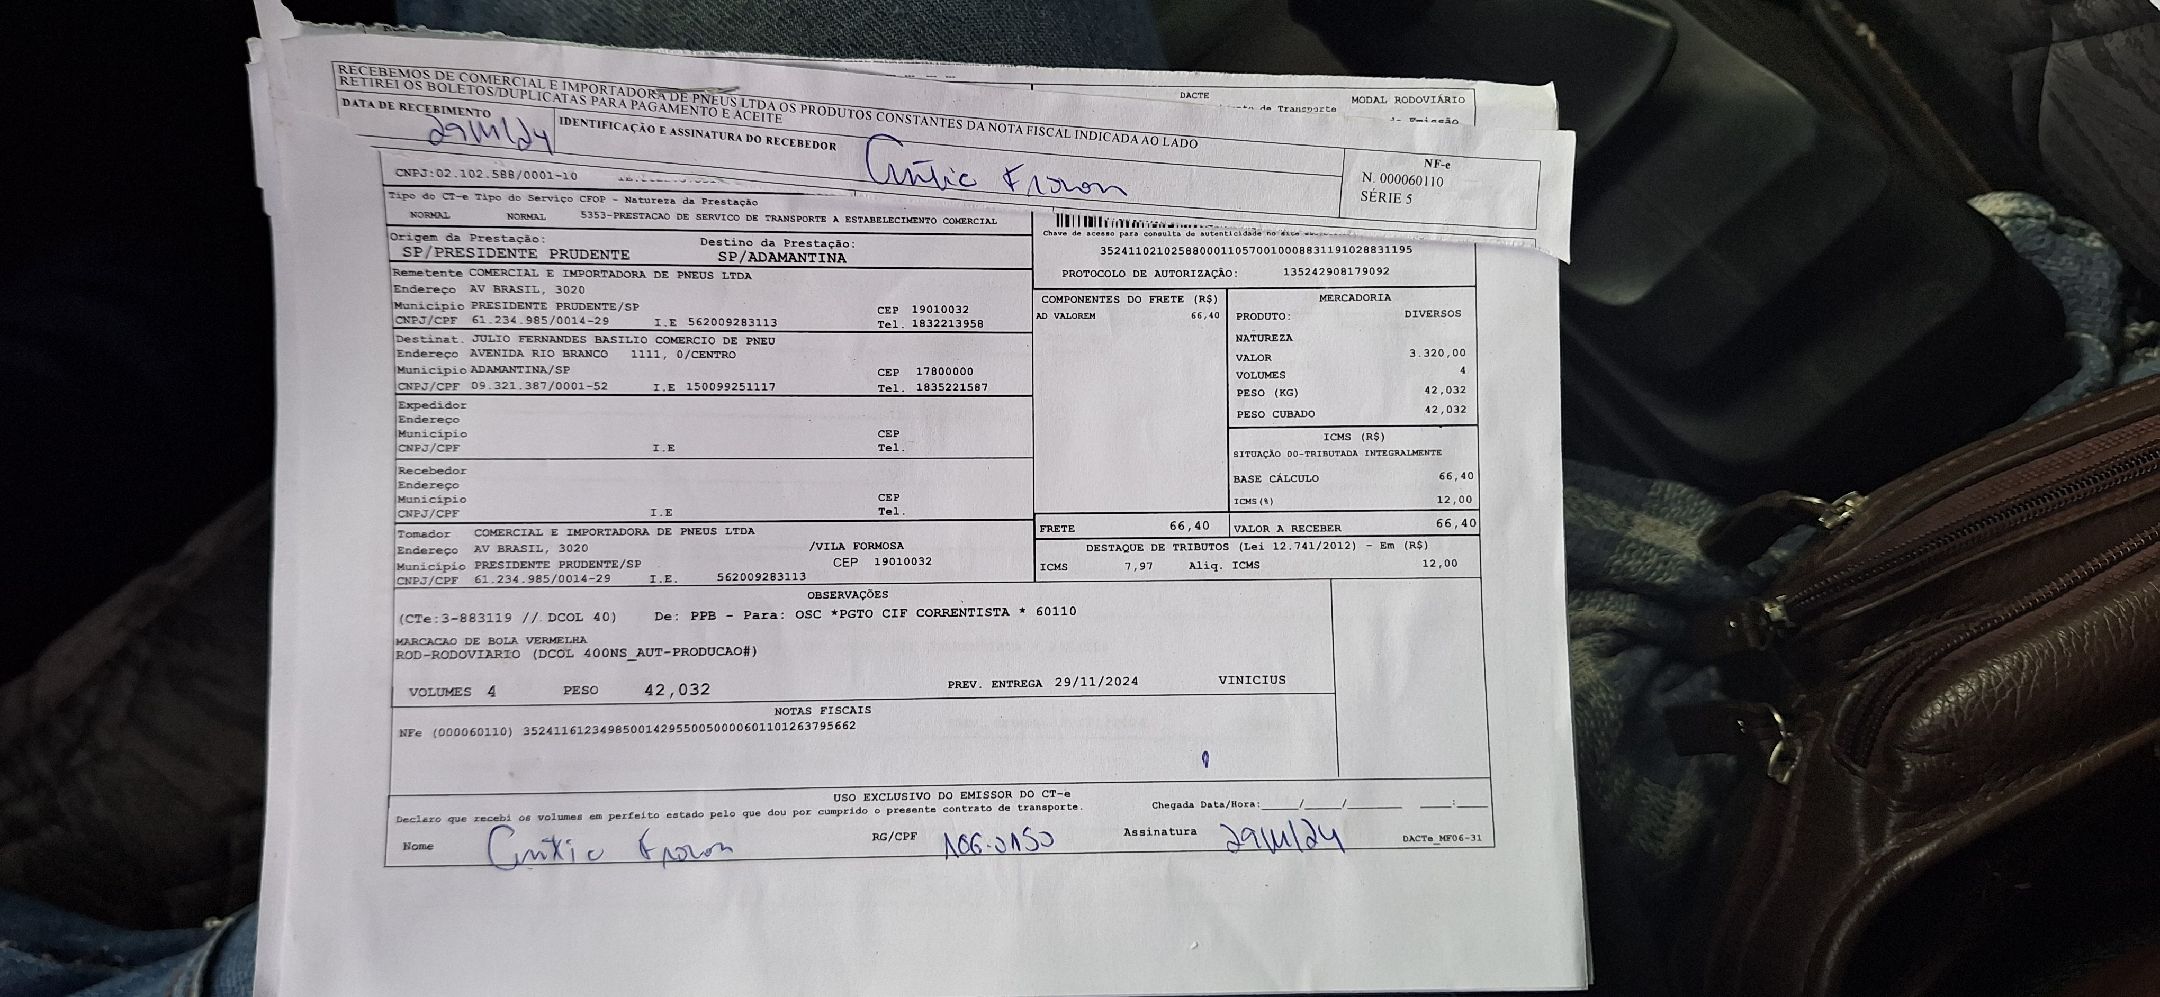 RECEBEMOS DE COMERCIAL E IMPORTADORA DE PNEUS LTDA OS PRODUTOS CONSTANTES DA NOTA FISCAL INDICADA AO LADO
RETIREI OS BOLETOS/DUPLICATAS PARA PAGAMENTO E ACEITE
DATA DE RECEBIMENTO
29/11/24
IDENTIFICAÇÃO E ASSINATURA DO RECEBEDOR
NF-e
N. 000060110
SÉRIE 5
DACTE
de Transporte
MODAL RODOVIÁRIO
CNPJ:02.102.588/0001-10
Tipo do CT-e Tipo do Serviço CFOP - Natureza da Prestação
NORMAL NORMAL 5353-PRESTACAO DE SERVICO DE TRANSPORTE A ESTABELECIMENTO COMERCIAL
Origem da Prestação: Destino da Prestação:
SP/PRESIDENTE PRUDENTE SP/ADAMANTINA
Chave de acesso para consulta de autenticidade no site
35241102102588000110570010008831191028831195
PROTOCOLO DE AUTORIZAÇÃO: 135242908179092
Remetente COMERCIAL E IMPORTADORA DE PNEUS LTDA
Endereço AV BRASIL, 3020
Município PRESIDENTE PRUDENTE/SP CEP 19010032
CNPJ/CPF 61.234.985/0014-29 I.E 562009283113 Tel. 1832213958
Destinat. JULIO FERNANDES BASILIO COMERCIO DE PNEU
Endereço AVENIDA RIO BRANCO 1111, 0/CENTRO
Município ADAMANTINA/SP CEP 17800000
CNPJ/CPF 09.321.387/0001-52 I.E 150099251117 Tel. 1835221587
Expedidor
Endereço
Município CEP
CNPJ/CPF I.E Tel.
Recebedor
Endereço
Município CEP
CNPJ/CPF I.E Tel.
Tomador COMERCIAL E IMPORTADORA DE PNEUS LTDA
Endereço AV BRASIL, 3020 /VILA FORMOSA
Município PRESIDENTE PRUDENTE/SP CEP 19010032
CNPJ/CPF 61.234.985/0014-29 I.E. 562009283113
COMPONENTES DO FRETE (R$)
AD VALOREM 66,40
MERCADORIA
PRODUTO: DIVERSOS
NATUREZA
VALOR 3.320,00
VOLUMES 4
PESO (KG) 42,032
PESO CUBADO 42,032
ICMS (R$)
SITUAÇÃO 00-TRIBUTADA INTEGRALMENTE
BASE CÁLCULO 66,40
ICMS(%) 12,00
FRETE 66,40 VALOR A RECEBER 66,40
DESTAQUE DE TRIBUTOS (Lei 12.741/2012) - Em (R$)
ICMS 7,97 Aliq. ICMS 12,00
OBSERVAÇÕES
(CTe:3-883119 // DCOL 40) De: PPB - Para: OSC *PGTO CIF CORRENTISTA * 60110
MARCACAO DE BOLA VERMELHA
ROD-RODOVIARIO (DCOL 400NS_AUT-PRODUCAO#)
VOLUMES 4 PESO 42,032 PREV. ENTREGA 29/11/2024 VINICIUS
NOTAS FISCAIS
NFe (000060110) 35241161234985001429550050000601101263795662
USO EXCLUSIVO DO EMISSOR DO CT-e
Declaro que recebi os volumes em perfeito estado pelo que dou por cumprido o presente contrato de transporte. Chegada Data/Hora:____/____/______ ___:___
Nome RG/CPF Assinatura 29/11/24 DACTe_MF06-31